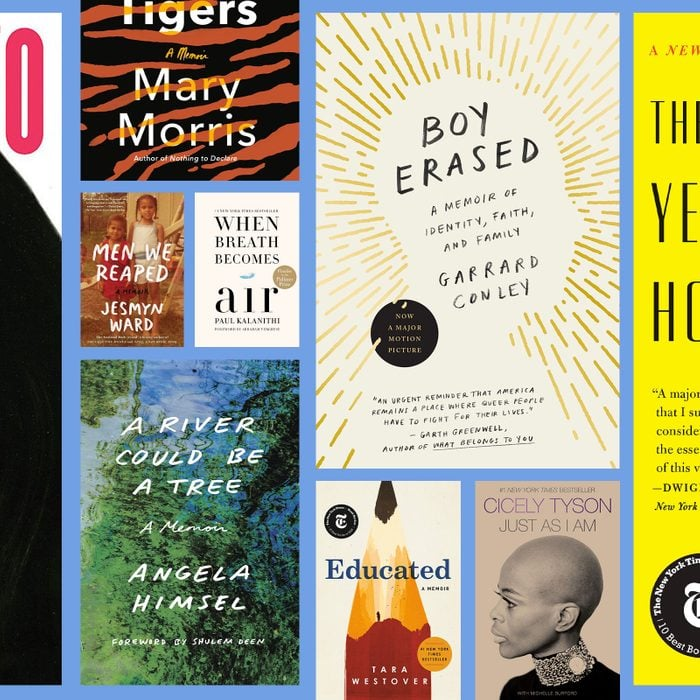 TO
Tigers
A Memoir
Mary
Morris
Author of Nothing to Declare
MEN WE
REAPED
A MEMOIR
JESMYN
WARD
#1 NEW YORK TIMES BESTSELLER
WHEN
BREATH
BECOMES
air
PAUL KALANITHI
FOREWORD BY ABRAHAM VERGHESE
A RIVER
COULD BE
A TREE
A Memoir
ANGELA
HIMSEL
FOREWORD BY SHULEM DEEN
BOY
ERASED
A MEMOIR OF
IDENTITY, FAITH,
AND FAMILY
GARRARD
CONLEY
NOW
A MAJOR
MOTION
PICTURE
"AN URGENT REMINDER THAT AMERICA
REMAINS A PLACE WHERE QUEER PEOPLE
HAVE TO FIGHT FOR THEIR LIVES."
— GARTH GREENWELL,
AUTHOR OF WHAT BELONGS TO YOU
Educated
A MEMOIR
#1 NEW YORK
TIMES
BESTSELLER
TARA
WESTOVER
#1 NEW YORK TIMES BESTSELLER
CICELY TYSON
JUST AS I AM
WITH MICHELLE BURFORD
A NEW
THE
YE
HO
"A major
that I su
consider
the esse
of this v
—DWIG
New York
The New York Tim
10 Best Bo